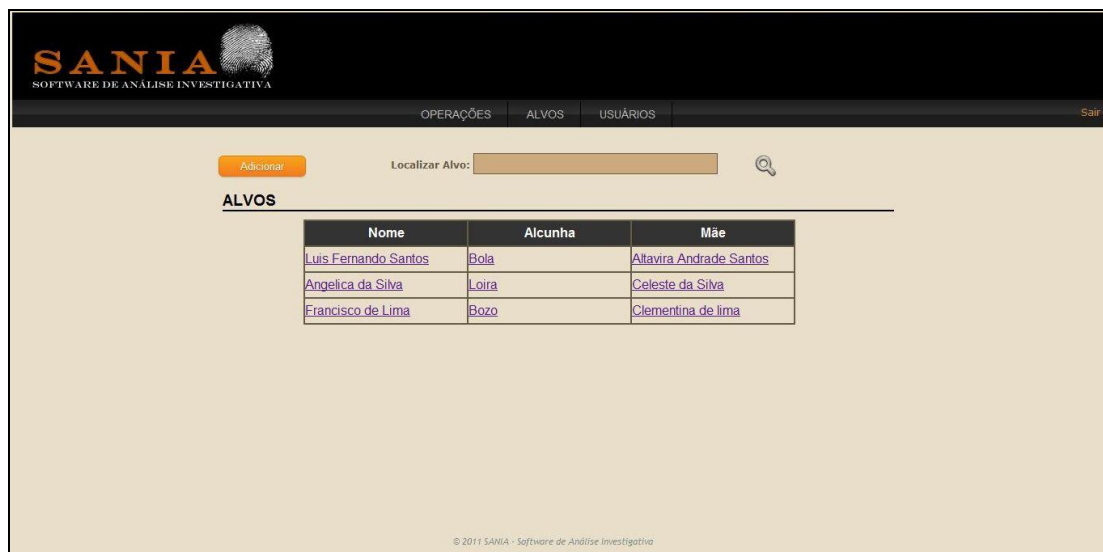 SANIA
SOFTWARE DE ANÁLISE INVESTIGATIVA
OPERAÇÕES ALVOS USUÁRIOS Sair
Adicionar Localizar Alvo:
ALVOS
Nome Alcunha Mãe
Luis Fernando Santos Bola Altavira Andrade Santos
Angelica da Silva Loira Celeste da Silva
Francisco de Lima Bozo Clementina de lima
© 2011 SANIA - Software de Análise Investigativa